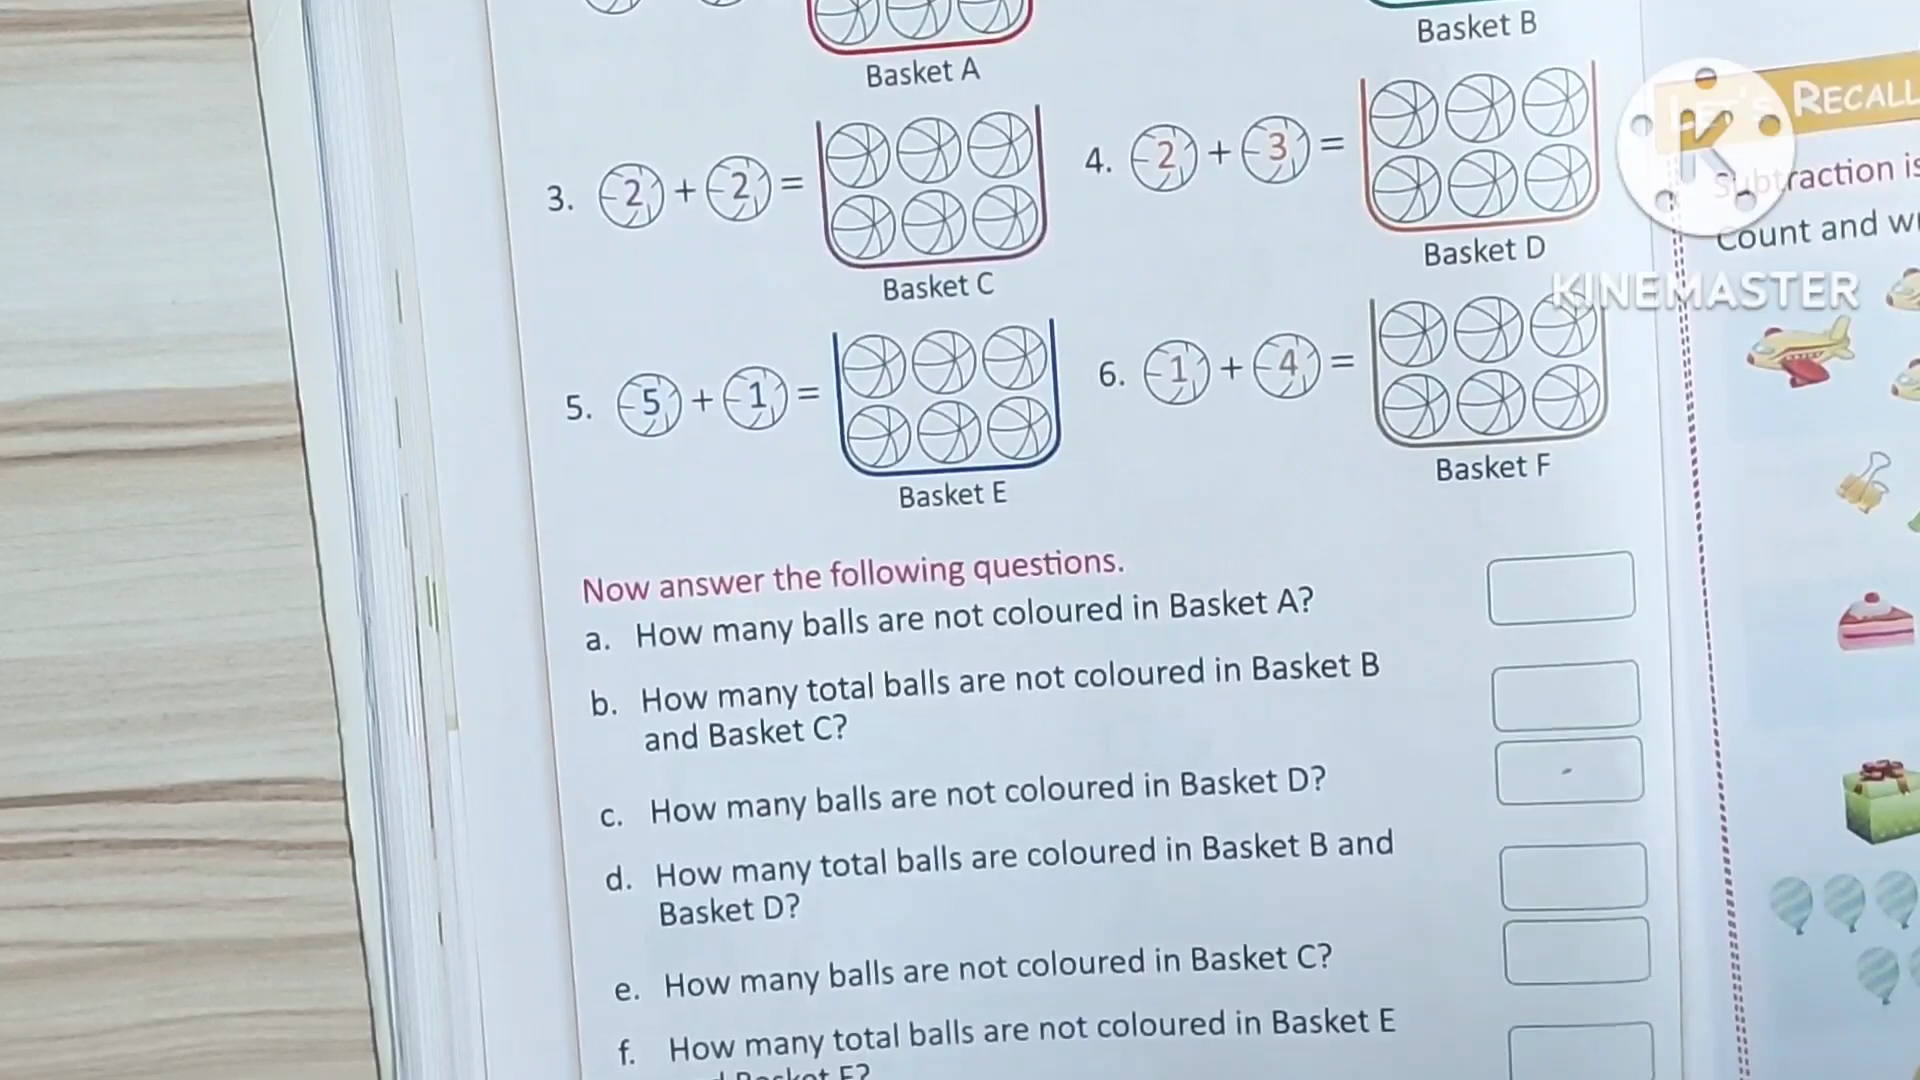 Basket A
Basket B
3. 2 + 2 =
Basket C
4. 2 + 3 =
Basket D
5. 5 + 1 =
Basket E
6. 1 + 4 =
Basket F
Now answer the following questions.
a. How many balls are not coloured in Basket A?
b. How many total balls are not coloured in Basket B
and Basket C?
c. How many balls are not coloured in Basket D?
d. How many total balls are coloured in Basket B and
Basket D?
e. How many balls are not coloured in Basket C?
f. How many total balls are not coloured in Basket E
Basket F?
LET'S RECALL
Subtraction is
Count and
K
KINEMASTER